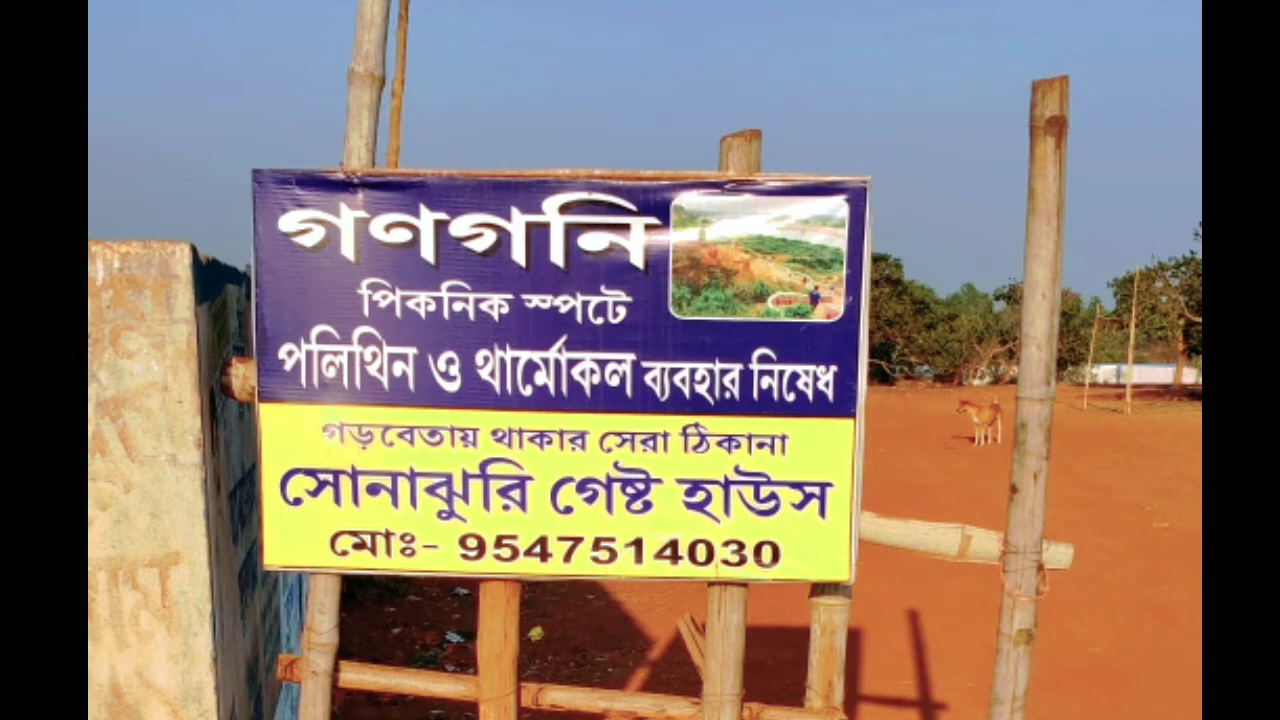 গণগনি
পিকনিক স্পটে
পলিথিন ও থার্মোকল ব্যবহার নিষেধ
গড়বেতায় থাকার সেরা ঠিকানা
সোনাঝুরি গেষ্ট হাউস
মোঃ- 9547514030